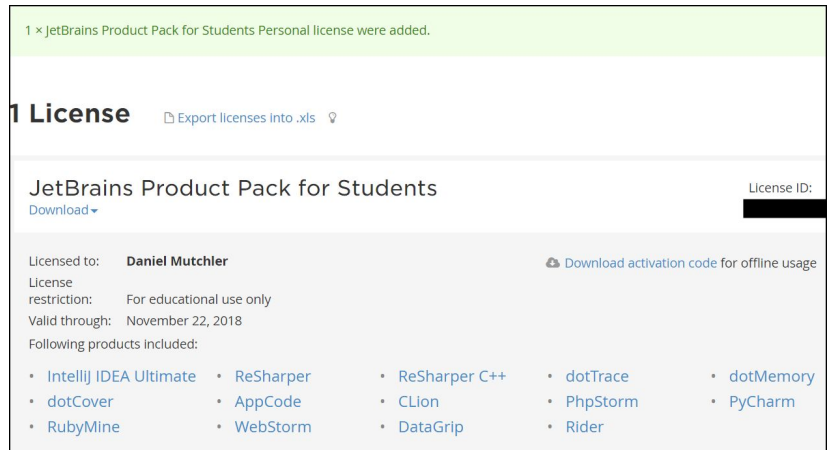 1 × JetBrains Product Pack for Students Personal license were added.
1 License Export licenses into .xls
JetBrains Product Pack for Students License ID:
Download
Licensed to: Daniel Mutchler Download activation code for offline usage
License
restriction: For educational use only
Valid through: November 22, 2018
Following products included:
• IntelliJ IDEA Ultimate • ReSharper • ReSharper C++ • dotTrace • dotMemory
• dotCover • AppCode • CLion • PhpStorm • PyCharm
• RubyMine • WebStorm • DataGrip • Rider